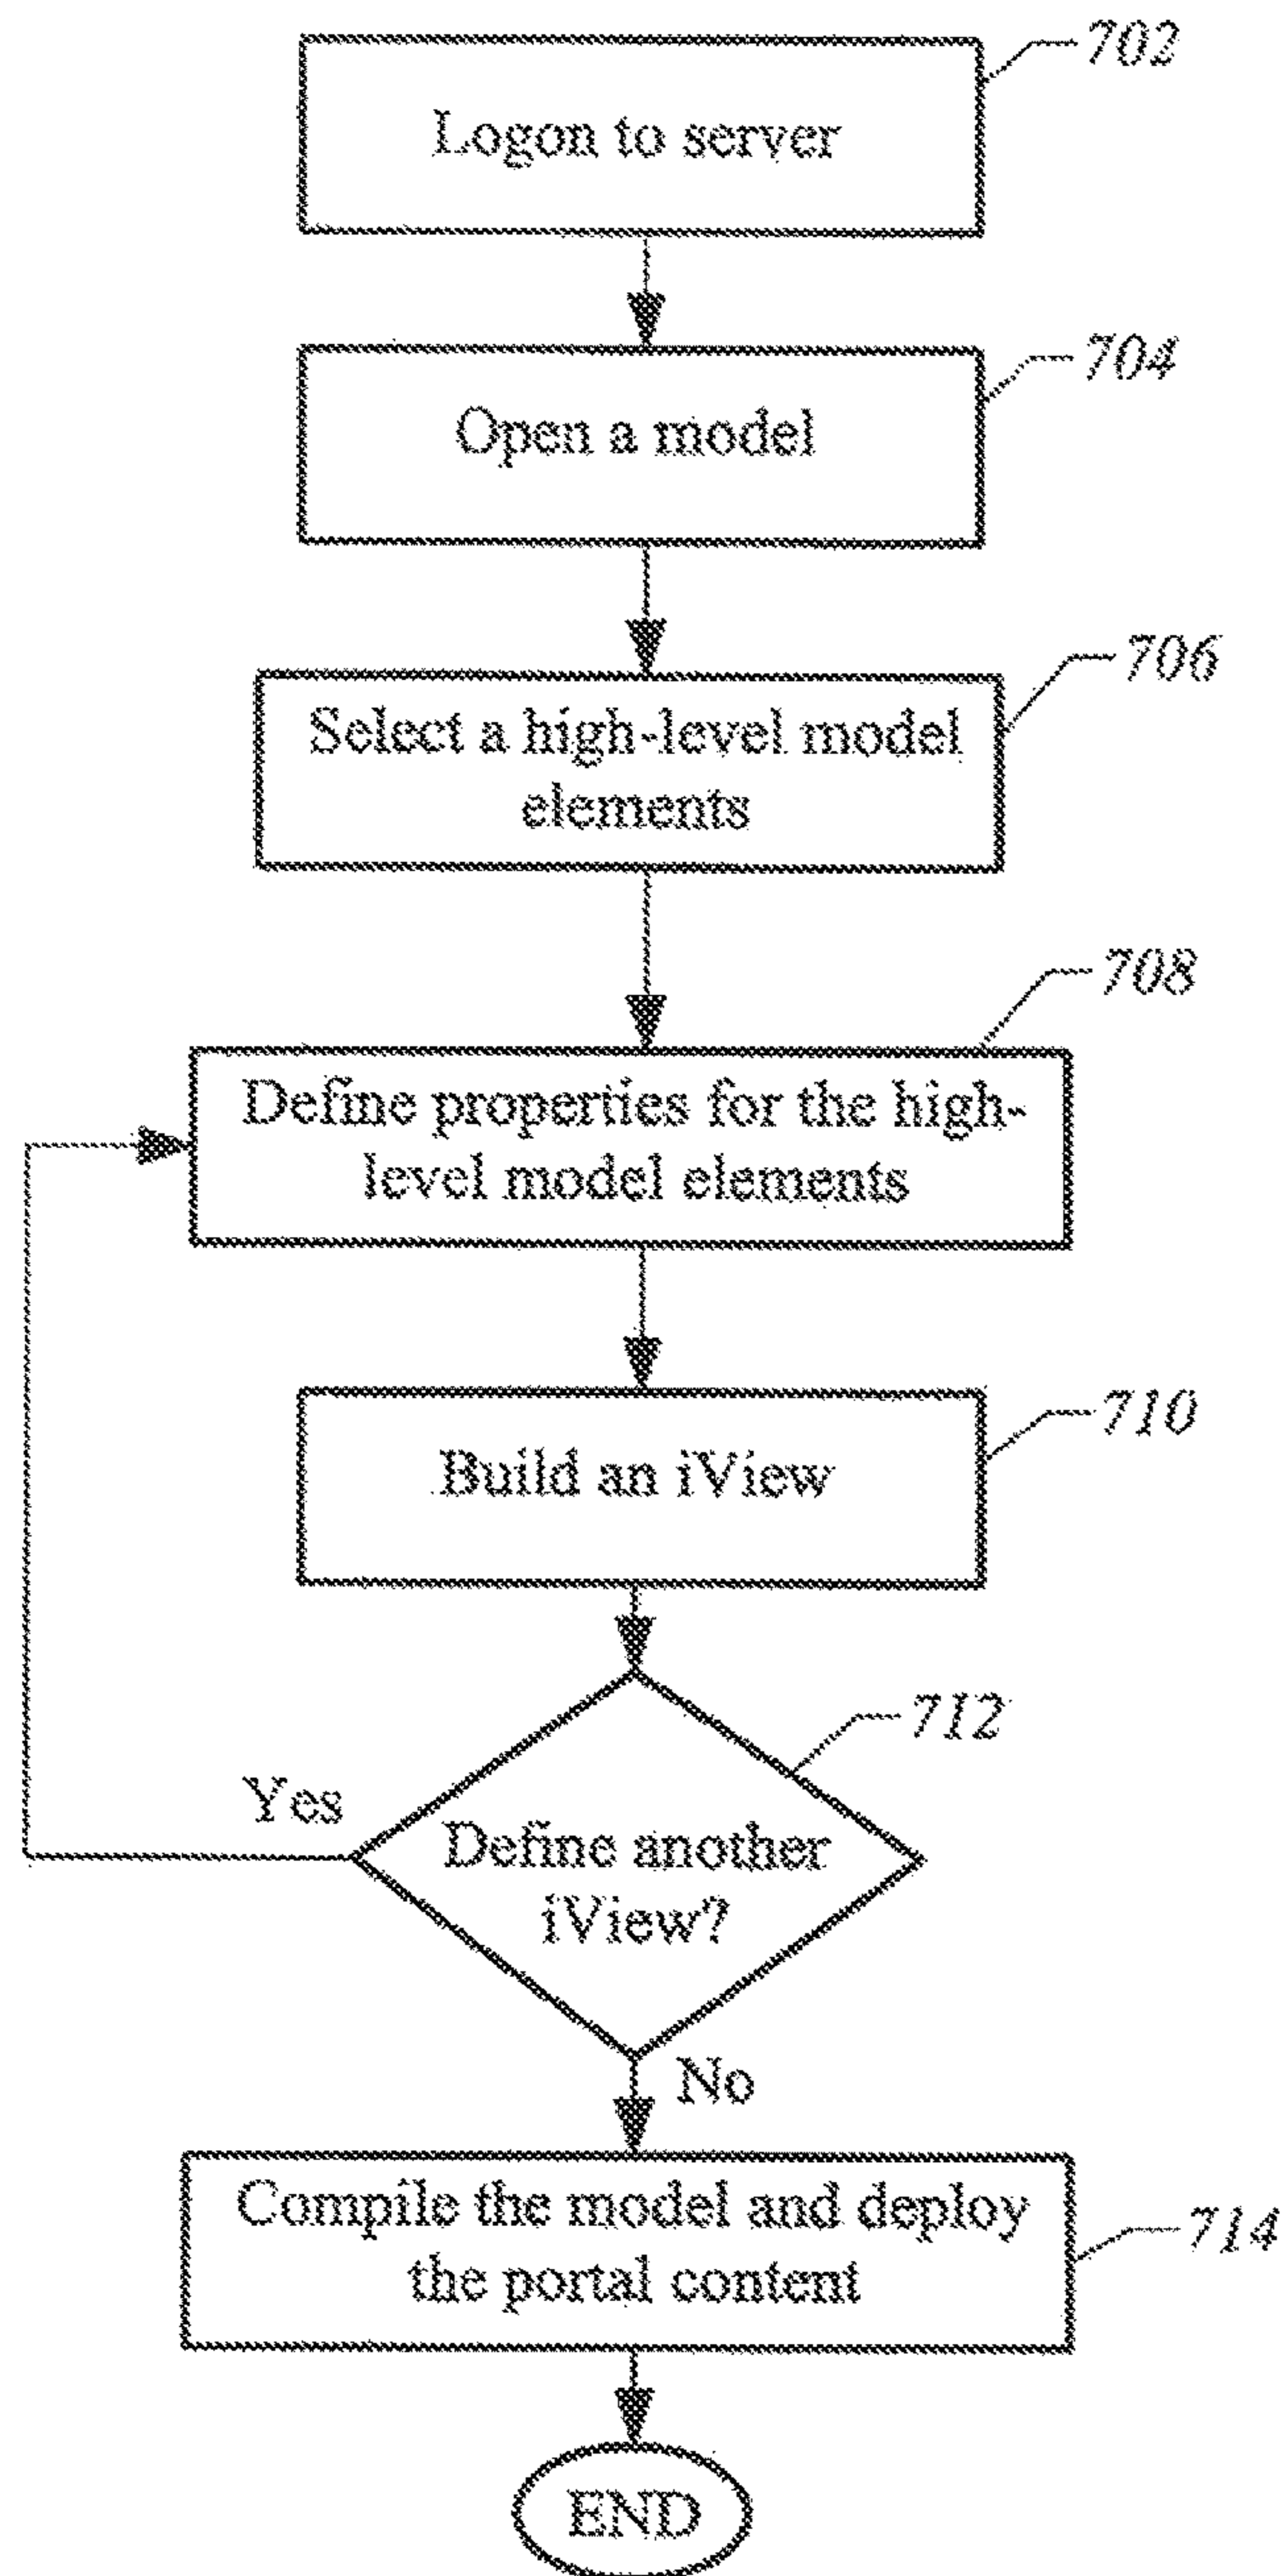 702
Logon to server
704
Open a model
706
Select a high-level model
elements
708
Define properties for the high-
level model elements
710
Build an iView
712
Yes
Define another
iView?
No
Compile the model and deploy
the portal content
714
END